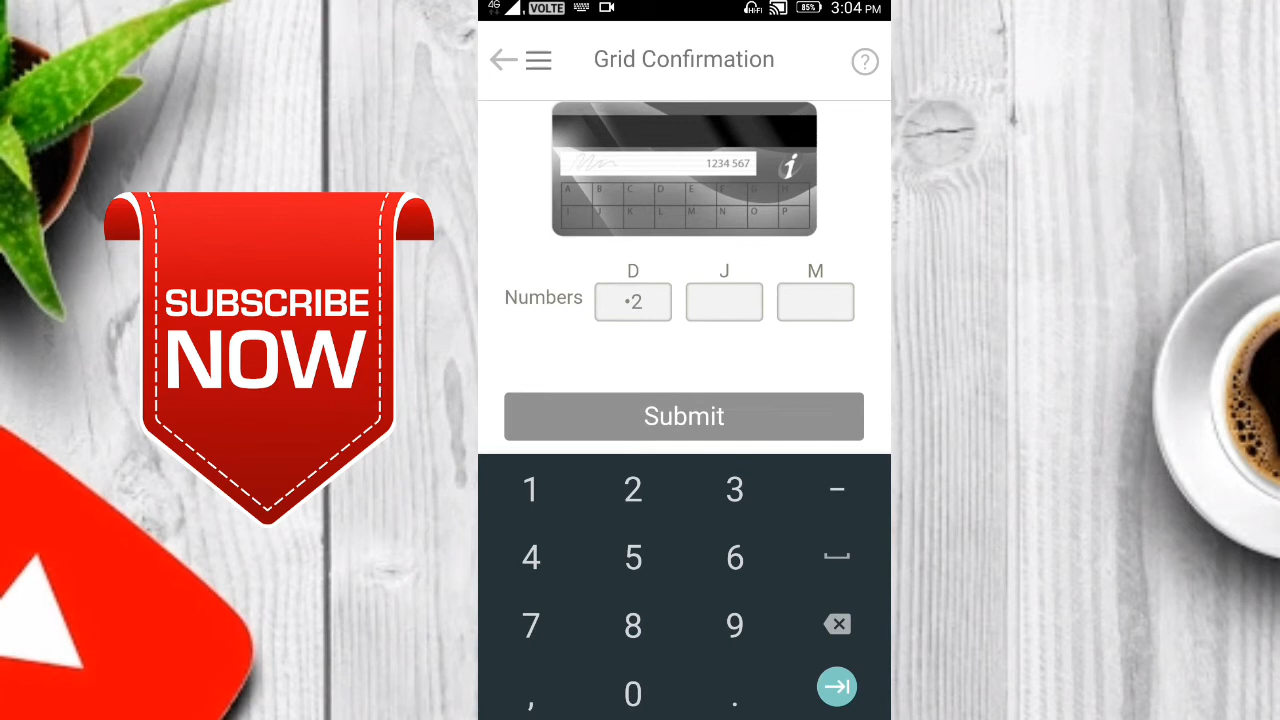 4G VOLTE HiFi 85% 3:04 PM
Grid Confirmation
?
1234 567
i
A B C D E F G H
I J K L M N O P
D J M
Numbers •2
Submit
1 2 3 -
4 5 6
7 8 9
, 0 .
SUBSCRIBE
NOW